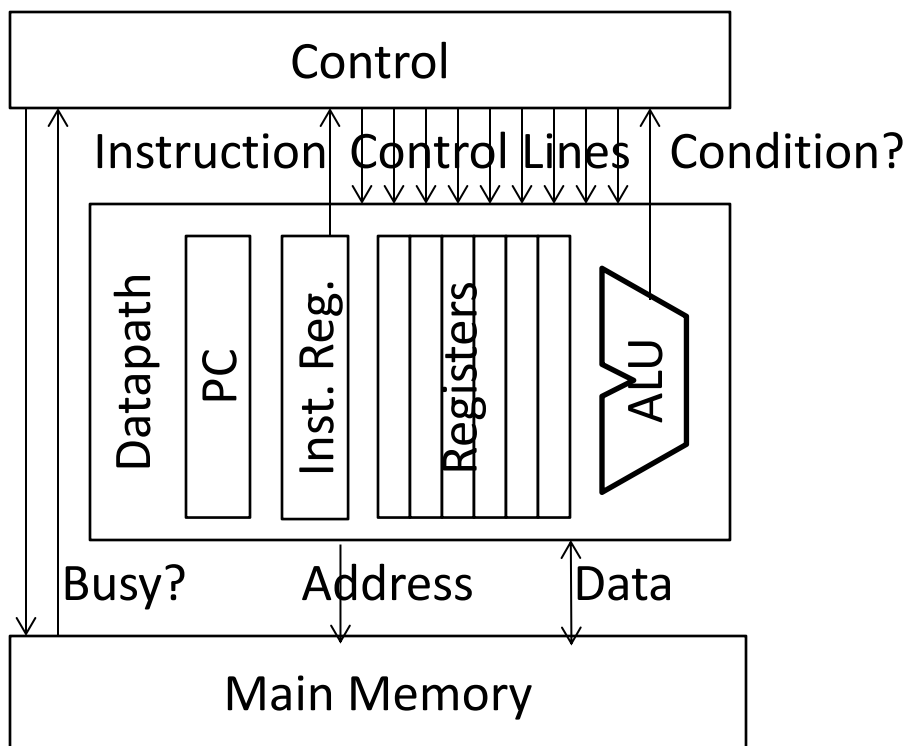 Control
Instruction Control Lines Condition?
Datapath
PC
Inst. Reg.
Registers
ALU
Busy? Address Data
Main Memory